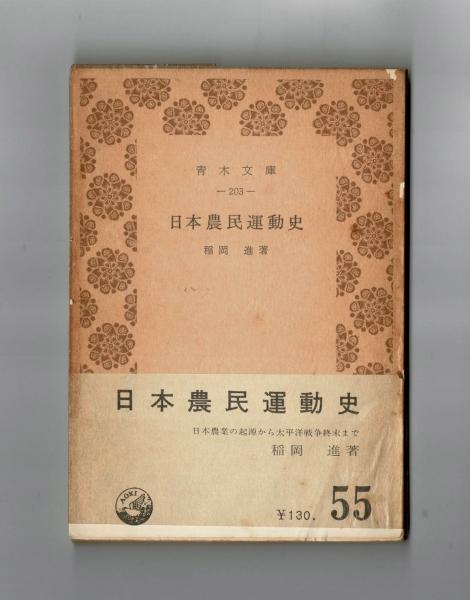 青木文庫
—203—
日本農民運動史
稲岡 進著
日本農民運動史
日本農業の起源から太平洋戦争終末まで
稲岡 進著
AOKI
¥130.
55